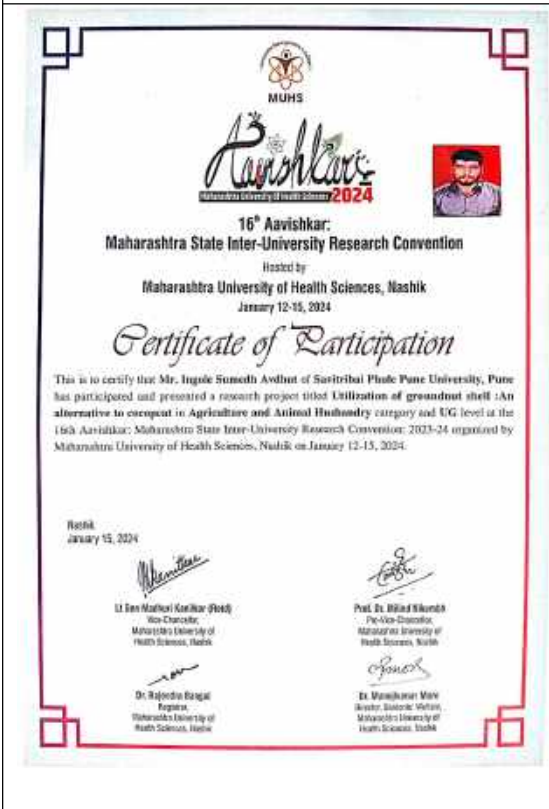 MUHS
Aavishkar
Maharashtra University of Health Sciences 2024
16th Aavishkar:
Maharashtra State Inter-University Research Convention
Hosted by
Maharashtra University of Health Sciences, Nashik
January 12-15, 2024
Certificate of Participation
This is to certify that Mr. Ingole Sumedh Avdhut of Savitribai Phule Pune University, Pune
has participated and presented a research project titled Utilization of groundnut shell :An
alternative to cocopeat in Agriculture and Animal Husbandry category and UG level at the
16th Aavishkar: Maharashtra State Inter-University Research Convention: 2023-24 organized by
Maharashtra University of Health Sciences, Nashik on January 12-15, 2024.
Nashik
January 15, 2024
Lt Gen Madhuri Kanitkar (Retd)
Vice-Chancellor,
Maharashtra University of
Health Sciences, Nashik
Prof. Dr. Milind Nikumbh
Pro-Vice-Chancellor,
Maharashtra University of
Health Sciences, Nashik
Dr. Rajendra Bangal
Registrar,
Maharashtra University of
Health Sciences, Nashik
Dr. Manojkumar More
Director, Students' Welfare,
Maharashtra University of
Health Sciences, Nashik